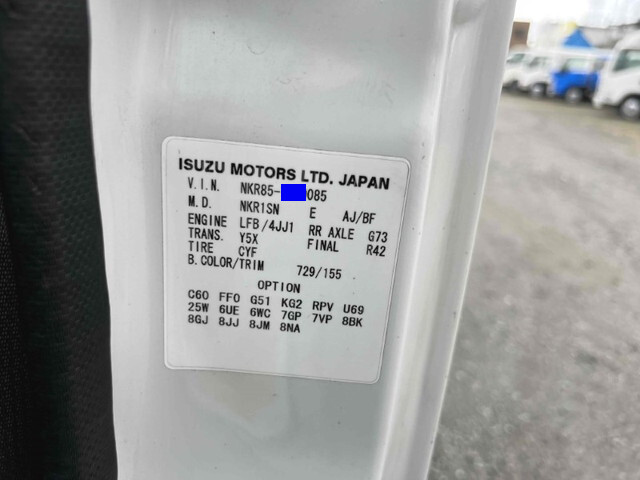 ISUZU MOTORS LTD. JAPAN
V.I.N. NKR85-085
M.D. NKR1SN E AJ/BF
ENGINE LFB/4JJ1 RR AXLE G73
TRANS. Y5X FINAL R42
TIRE CYF
B.COLOR/TRIM 729/155
OPTION
C60 FF0 G51 KG2 RPV U69
25W 6UE 6WC 7GP 7VP 8BK
8GJ 8JJ 8JM 8NA